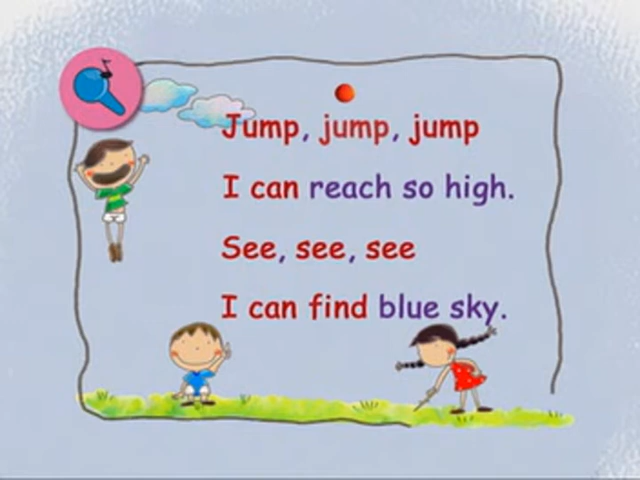 Jump, jump, jump
I can reach so high.
See, see, see
I can find blue sky.